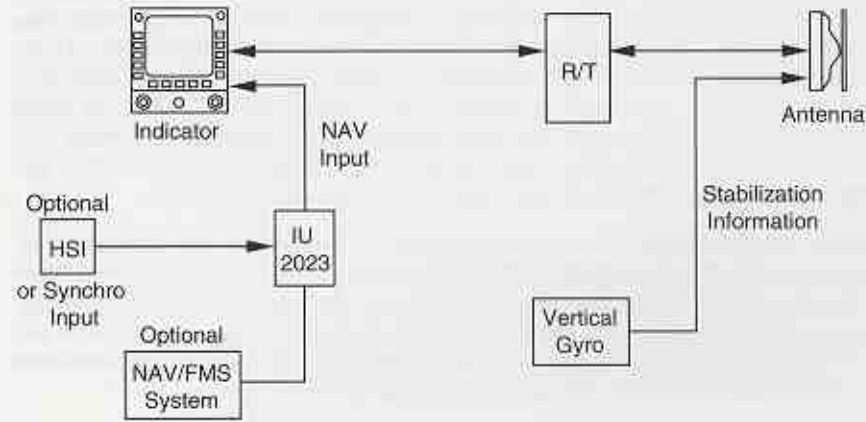 R/T
Antenna
Indicator
NAV
Input
Stabilization
Information
Optional
HSI
or Synchro
Input
IU
2023
Optional
NAV/FMS
System
Vertical
Gyro